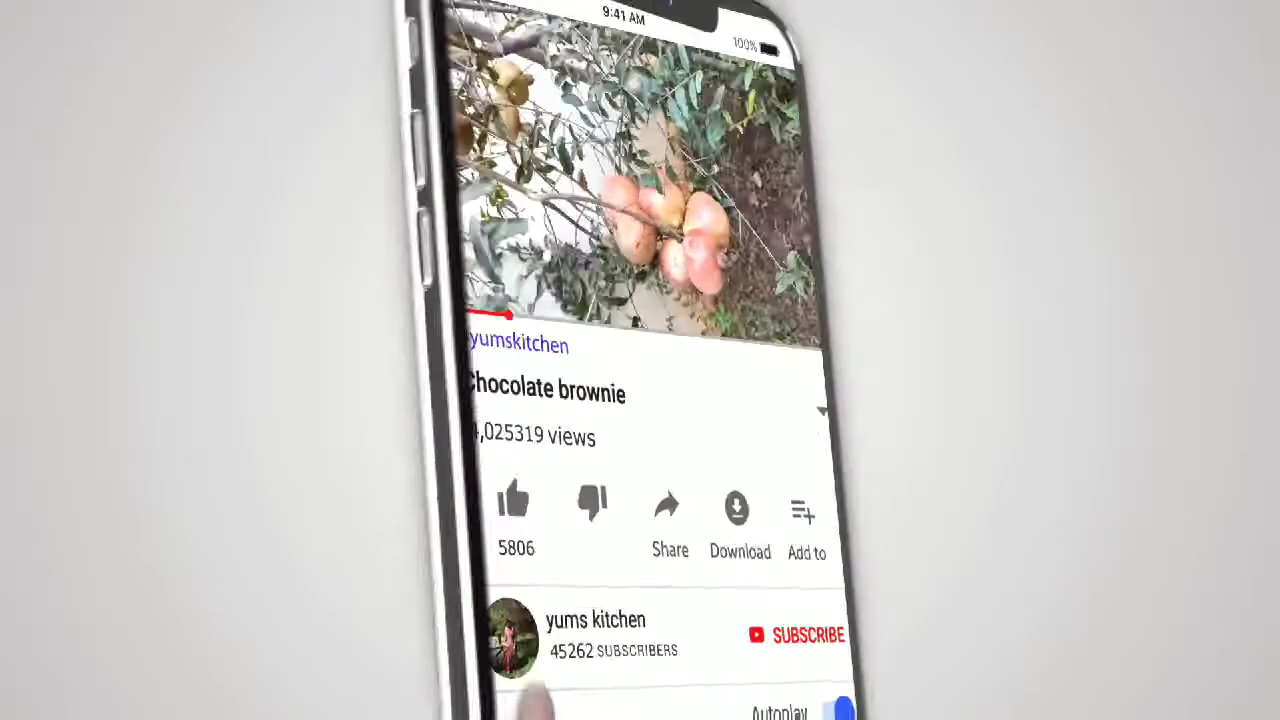 9:41 AM
100%
yumskitchen
Chocolate brownie
,025319 views
5806
Share
Download
Add to
yums kitchen
45262 SUBSCRIBERS
SUBSCRIBE
Autoplay